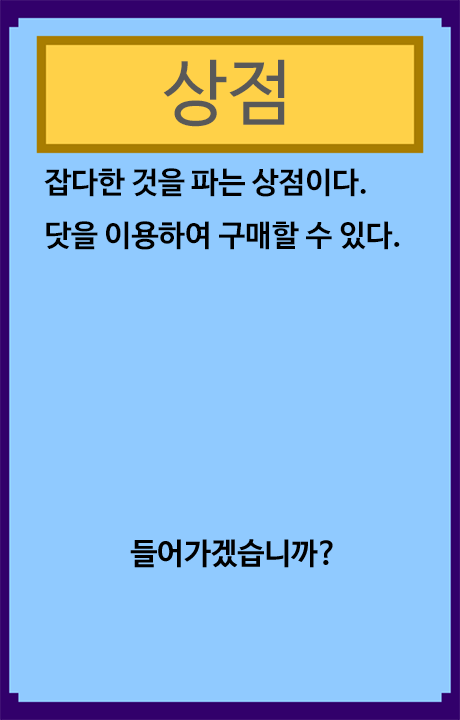 상점
잡다한 것을 파는 상점이다.
닷을 이용하여 구매할 수 있다.
들어가겠습니까?